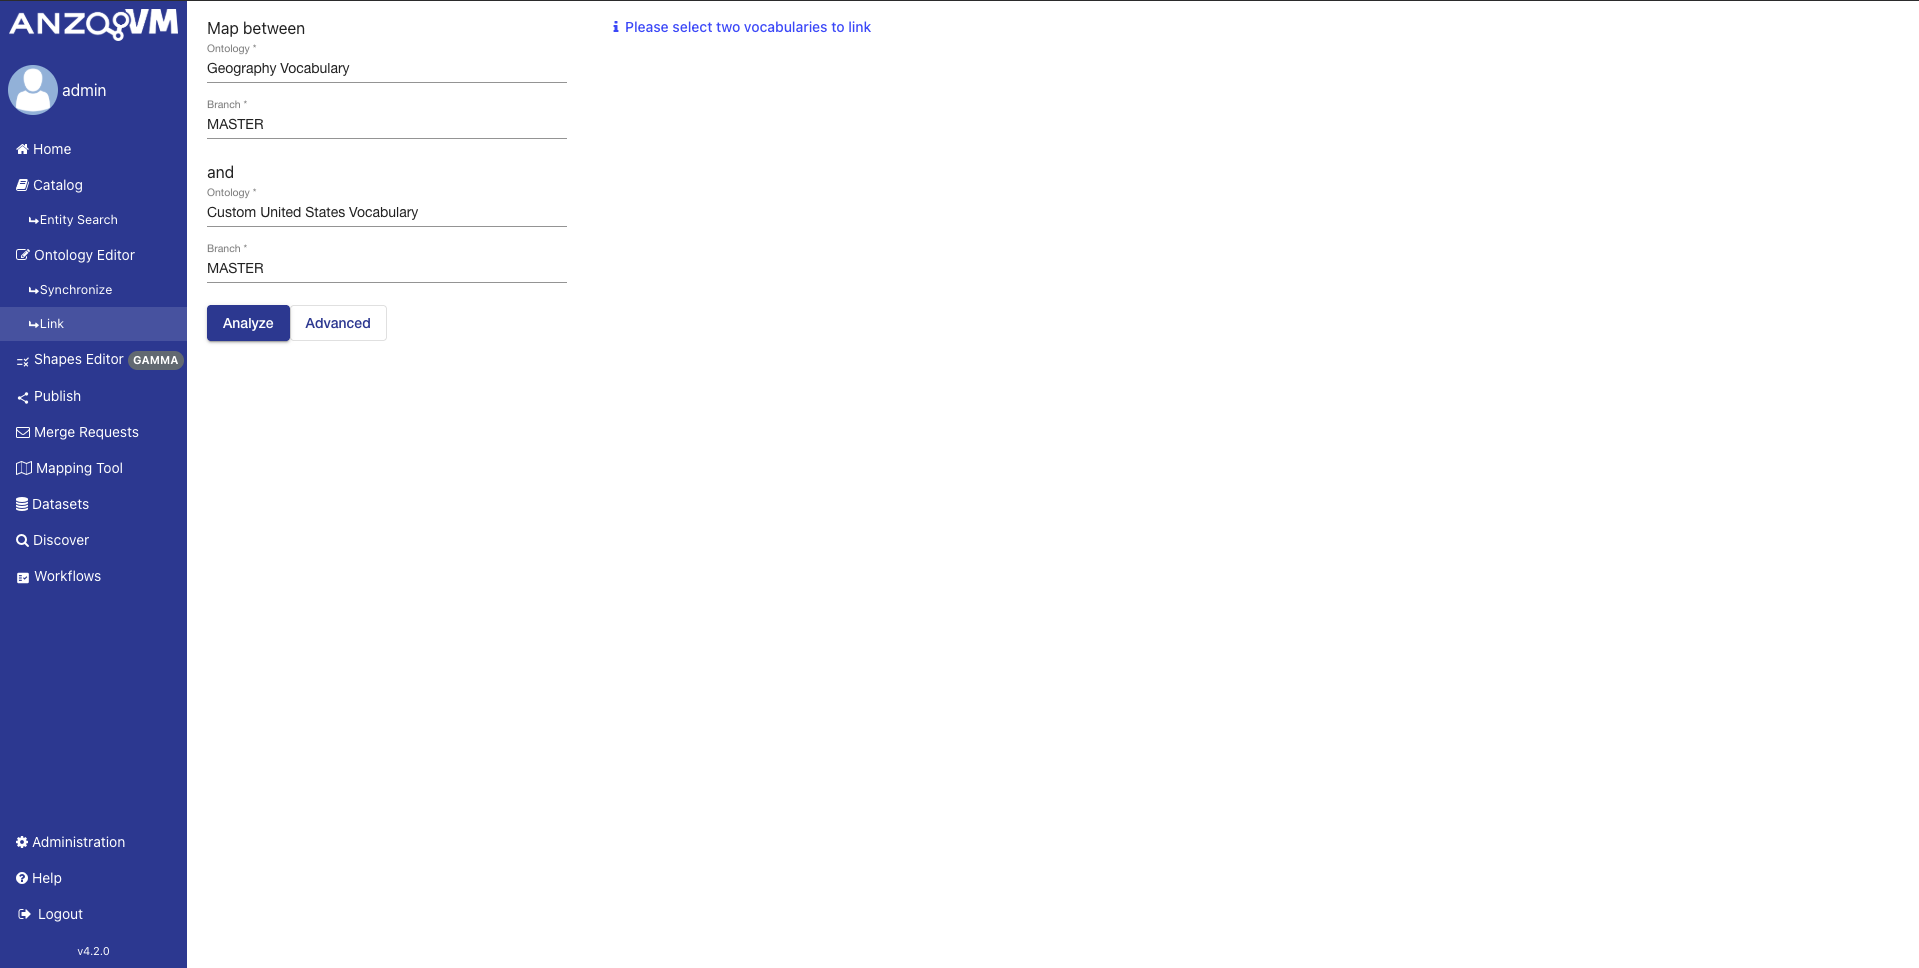 ANZO VM
admin
Home
Catalog
Entity Search
Ontology Editor
Synchronize
Link
Shapes Editor GAMMA
Publish
Merge Requests
Mapping Tool
Datasets
Discover
Workflows
Administration
Help
Logout
v4.2.0
Map between
Ontology *
Geography Vocabulary
Branch *
MASTER
and
Ontology *
Custom United States Vocabulary
Branch *
MASTER
Analyze Advanced
Please select two vocabularies to link